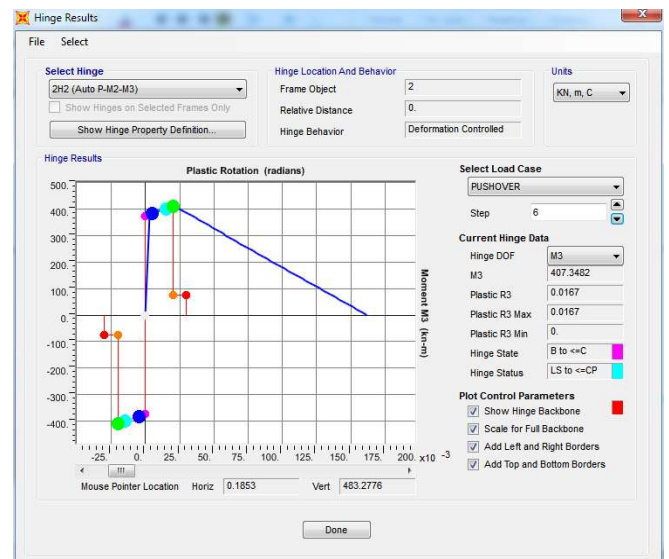 Hinge Results
File Select
Select Hinge
2H2 (Auto P-M2-M3)
Show Hinges on Selected Frames Only
Show Hinge Property Definition...
Hinge Location And Behavior
Frame Object 2
Relative Distance 0.
Hinge Behavior Deformation Controlled
Units
KN, m, C
Hinge Results
Plastic Rotation (radians)
500.
400.
300.
200.
100.
0.
-100.
-200.
-300.
-400.
Moment M3 (kn-m)
-25. 0. 25. 50. 75. 100. 125. 150. 175. 200. x10 -3
Mouse Pointer Location Horiz 0.1853 Vert 483.2776
Select Load Case
PUSHOVER
Step 6
Current Hinge Data
Hinge DOF M3
M3 407.3482
Plastic R3 0.0167
Plastic R3 Max 0.0167
Plastic R3 Min 0.
Hinge State B to <=C
Hinge Status LS to <=CP
Plot Control Parameters
Show Hinge Backbone
Scale for Full Backbone
Add Left and Right Borders
Add Top and Bottom Borders
Done